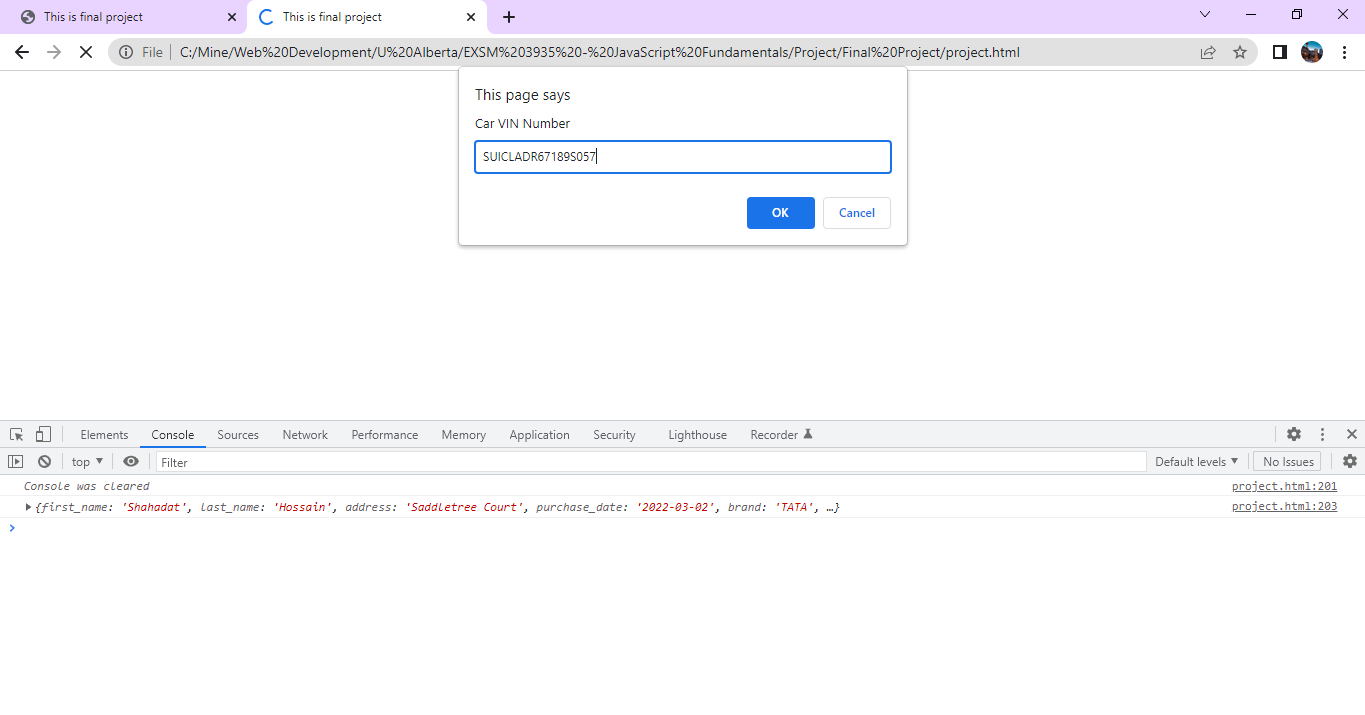 This is final project
This is final project
File C:/Mine/Web%20Development/U%20Alberta/EXSM%203935%20-%20JavaScript%20Fundamentals/Project/Final%20Project/project.html
This page says
Car VIN Number
SUICLADR67189S057
OK Cancel
Elements Console Sources Network Performance Memory Application Security Lighthouse Recorder
top Filter Default levels No Issues
Console was cleared project.html:201
{first_name: 'Shahadat', last_name: 'Hossain', address: 'Saddletree Court', purchase_date: '2022-03-02', brand: 'TATA', …} project.html:203